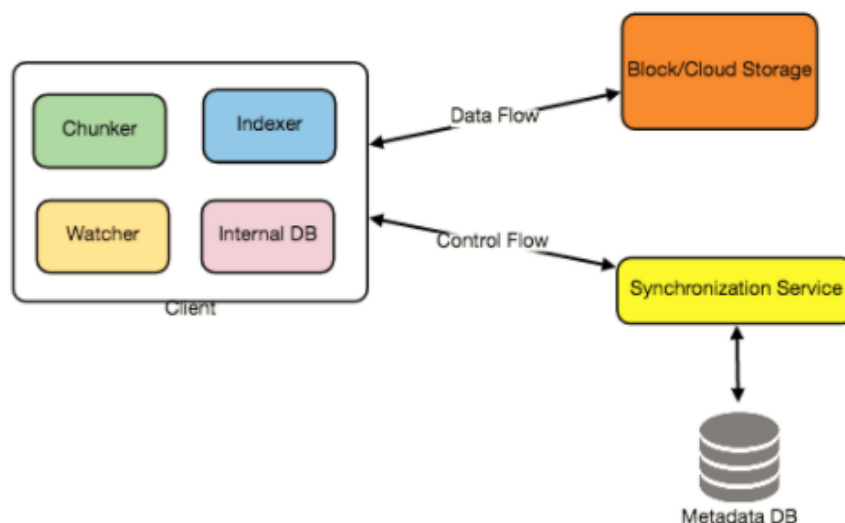 Block/Cloud Storage
Data Flow
Chunker
Indexer
Watcher
Internal DB
Control Flow
Client
Synchronization Service
Metadata DB